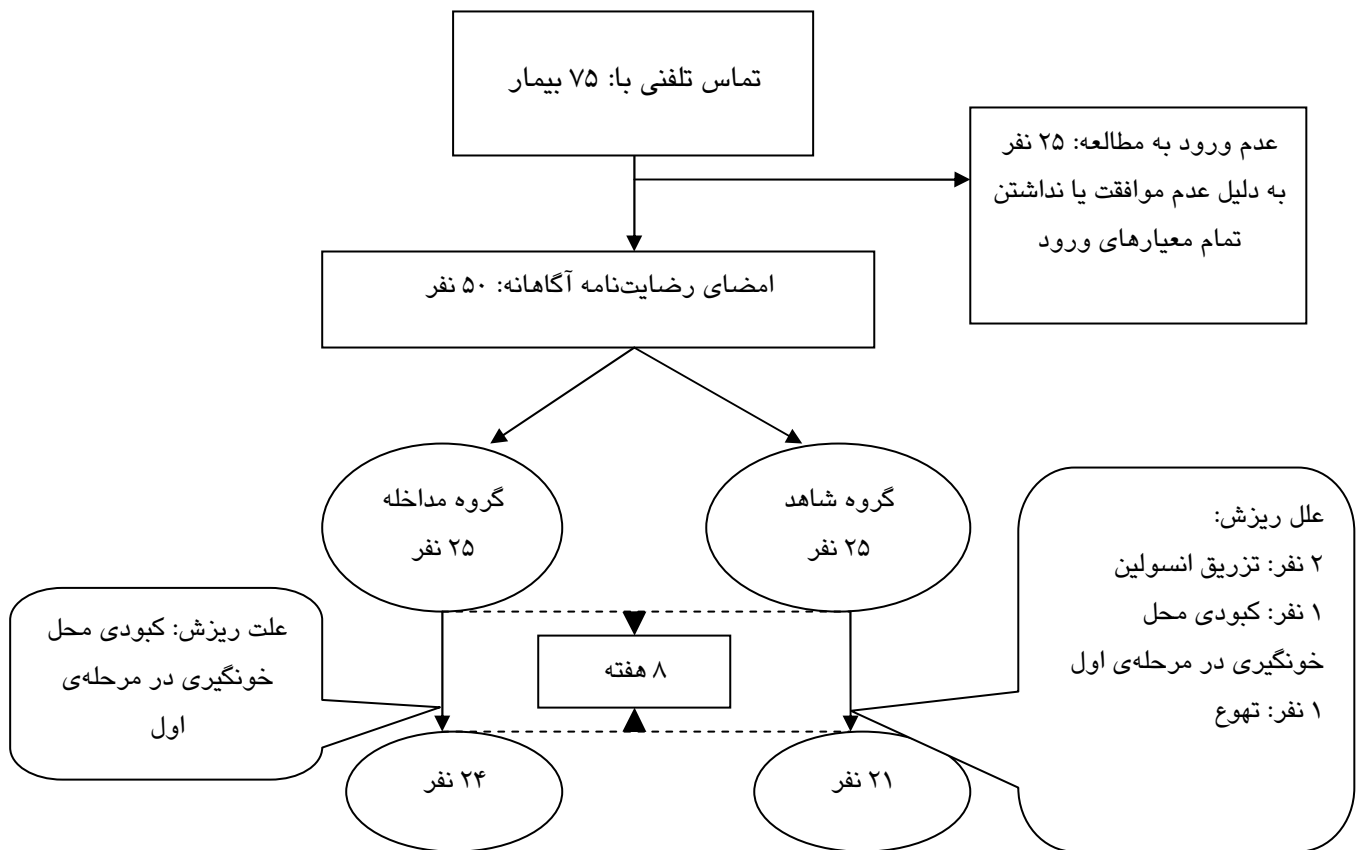 تماس تلفنی با: ۷۵ بیمار
عدم ورود به مطالعه: ۲۵ نفر
به دلیل عدم موافقت یا نداشتن
تمام معیارهای ورود
امضای رضایت‌نامه آگاهانه: ۵۰ نفر
گروه شاهد
۲۵ نفر
گروه مداخله
۲۵ نفر
علل ریزش:
۲ نفر: تزریق انسولین
۱ نفر: کبودی محل
خونگیری در مرحله‌ی اول
۱ نفر: تهوع
۸ هفته
علت ریزش: کبودی محل
خونگیری در مرحله‌ی
اول
۲۱ نفر
۲۴ نفر